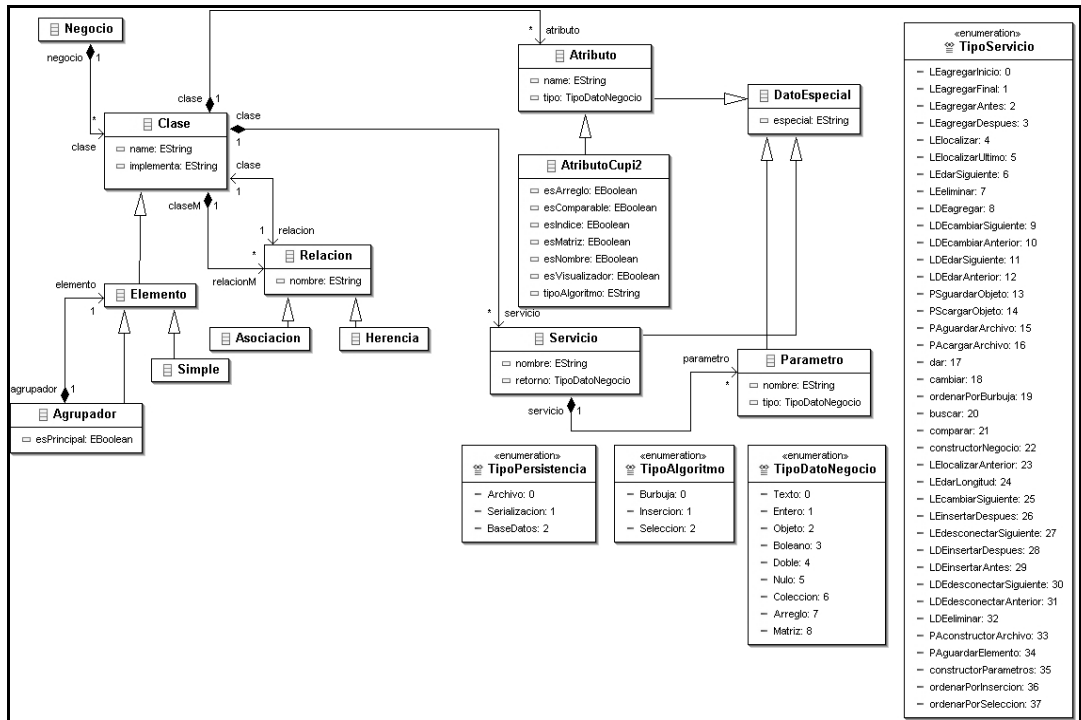 Negocio
1
negocio
*
clase
Clase
name: EString
implementa: EString
clase
1
clase
1
claseM
1
clase
1
1
relacion
*
relacionM
Relacion
nombre: EString
Asociacion
Herencia
elemento
1
Elemento
Simple
agrupador
1
Agrupador
esPrincipal: EBoolean
*
atributo
Atributo
name: EString
tipo: TipoDatoNegocio
DatoEspecial
especial: EString
AtributoCupi2
esArreglo: EBoolean
esComparable: EBoolean
esIndice: EBoolean
esMatriz: EBoolean
esNombre: EBoolean
esVisualizador: EBoolean
tipoAlgoritmo: EString
*
servicio
Servicio
nombre: EString
retorno: TipoDatoNegocio
servicio
1
parametro
*
Parametro
nombre: EString
tipo: TipoDatoNegocio
«enumeration»
TipoPersistencia
Archivo: 0
Serializacion: 1
BaseDatos: 2
«enumeration»
TipoAlgoritmo
Burbuja: 0
Insercion: 1
Seleccion: 2
«enumeration»
TipoDatoNegocio
Texto: 0
Entero: 1
Objeto: 2
Boleano: 3
Doble: 4
Nulo: 5
Coleccion: 6
Arreglo: 7
Matriz: 8
«enumeration»
TipoServicio
LEagregarInicio: 0
LEagregarFinal: 1
LEagregarAntes: 2
LEagregarDespues: 3
LElocalizar: 4
LElocalizarUltimo: 5
LEdarSiguiente: 6
LEeliminar: 7
LDEagregar: 8
LDEcambiarSiguiente: 9
LDEcambiarAnterior: 10
LDEdarSiguiente: 11
LDEdarAnterior: 12
PSguardarObjeto: 13
PScargarObjeto: 14
PAguardarArchivo: 15
PAcargarArchivo: 16
dar: 17
cambiar: 18
ordenarPorBurbuja: 19
buscar: 20
comparar: 21
constructorNegocio: 22
LElocalizarAnterior: 23
LEdarLongitud: 24
LEcambiarSiguiente: 25
LEinsertarDespues: 26
LEdesconectarSiguiente: 27
LDEinsertarDespues: 28
LDEinsertarAntes: 29
LDEdesconectarSiguiente: 30
LDEdesconectarAnterior: 31
LDEeliminar: 32
PAconstructorArchivo: 33
PAguardarElemento: 34
constructorParametros: 35
ordenarPorInsercion: 36
ordenarPorSeleccion: 37